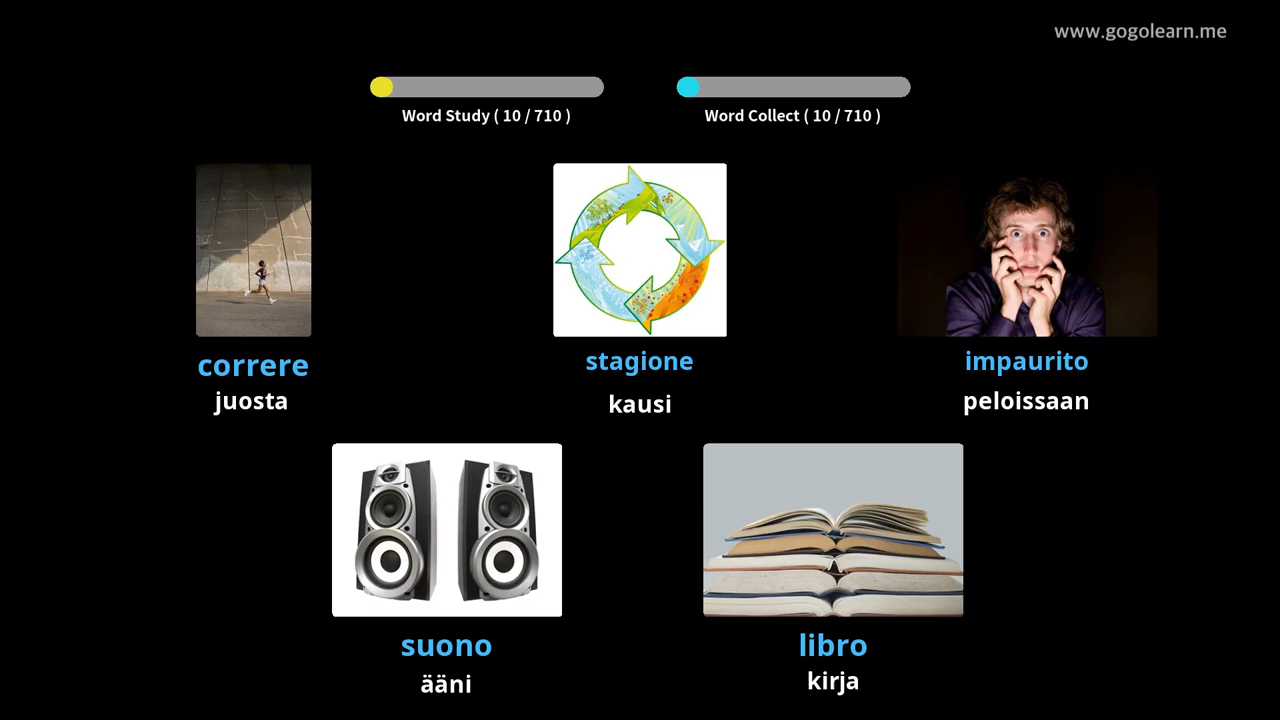 www.gogolearn.me
Word Study ( 10 / 710 )
Word Collect ( 10 / 710 )
correre
juosta
stagione
kausi
impaurito
peloissaan
suono
ääni
libro
kirja